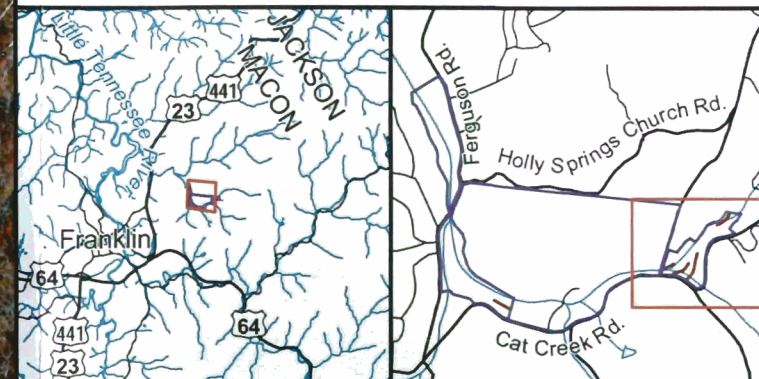 Little Tennessee River
JACKSON
MACON
441
23
Franklin
64
441
23
64
Ferguson Rd.
Holly Springs Church Rd.
Cat Creek Rd.